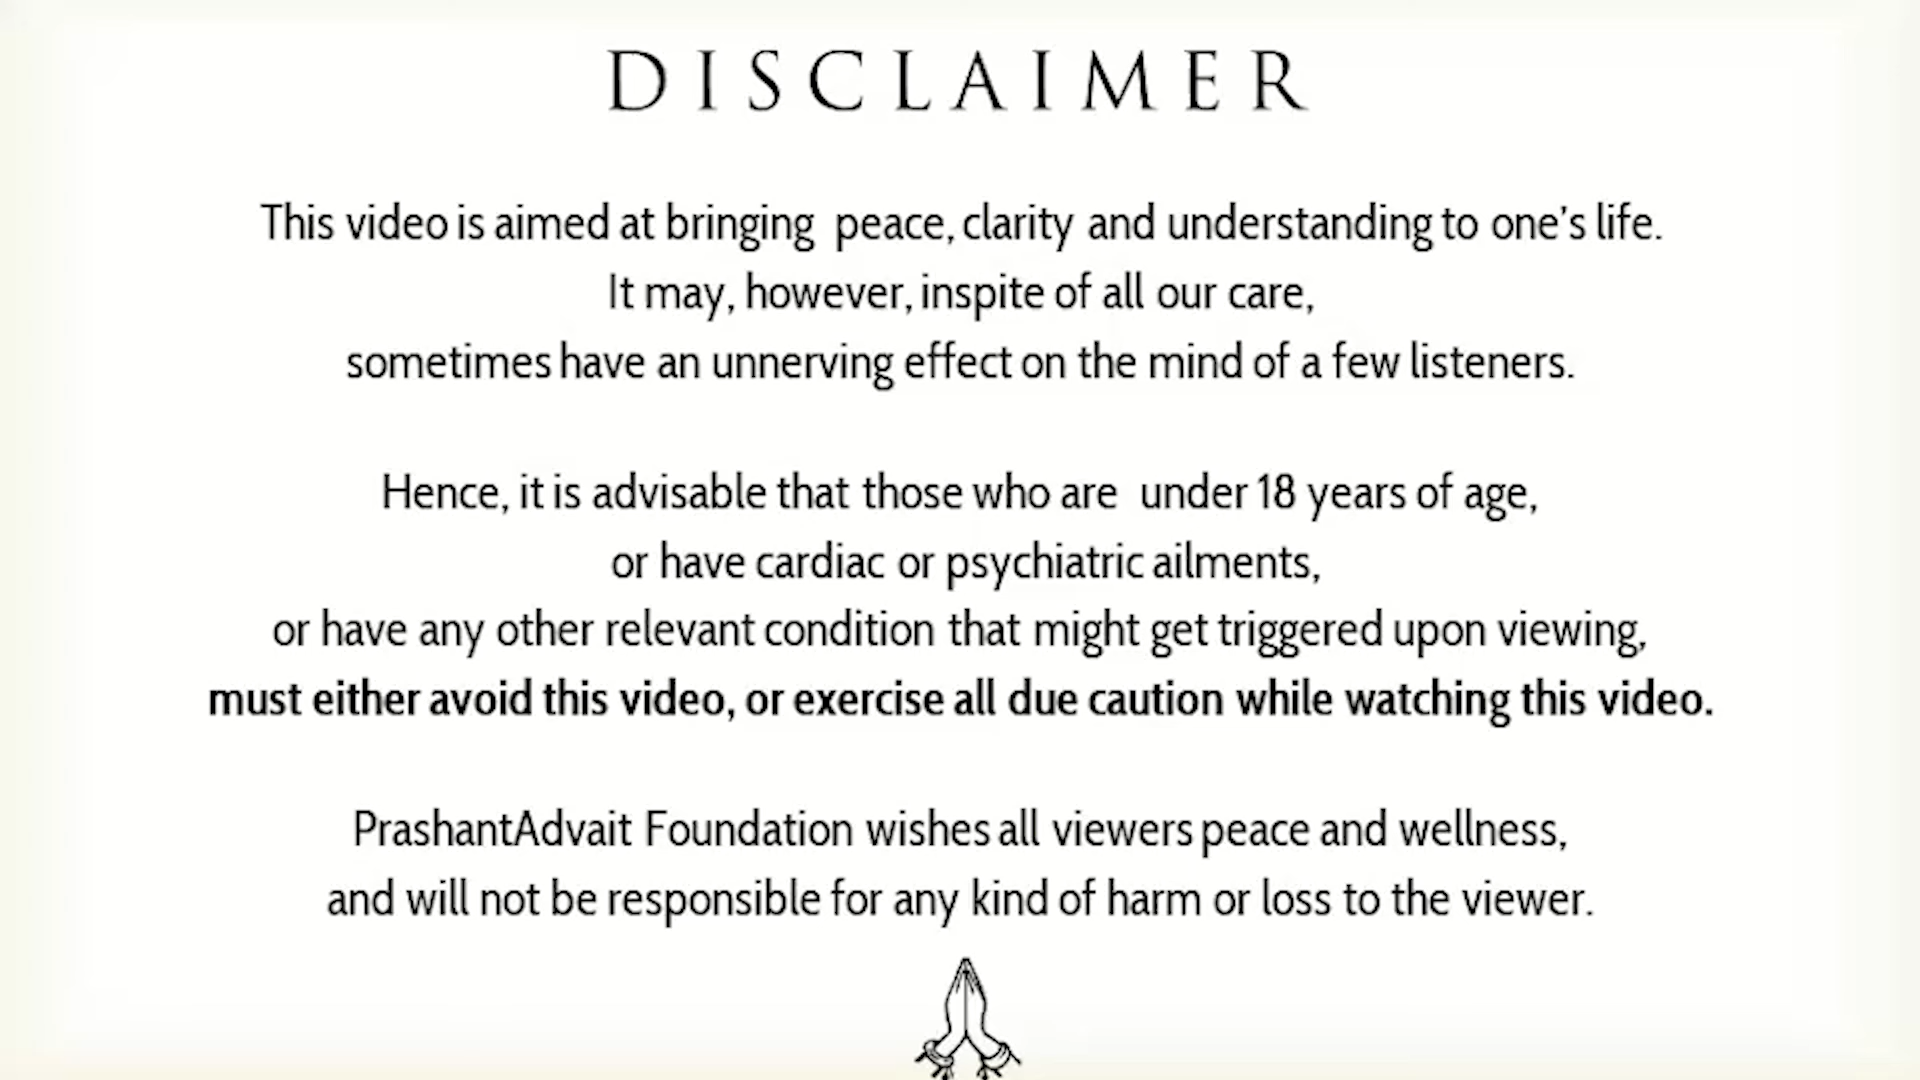 DISCLAIMER
This video is aimed at bringing peace, clarity and understanding to one's life.
It may, however, inspite of all our care,
sometimes have an unnerving effect on the mind of a few listeners.
Hence, it is advisable that those who are under 18 years of age,
or have cardiac or psychiatric ailments,
or have any other relevant condition that might get triggered upon viewing,
must either avoid this video, or exercise all due caution while watching this video.
PrashantAdvait Foundation wishes all viewers peace and wellness,
and will not be responsible for any kind of harm or loss to the viewer.